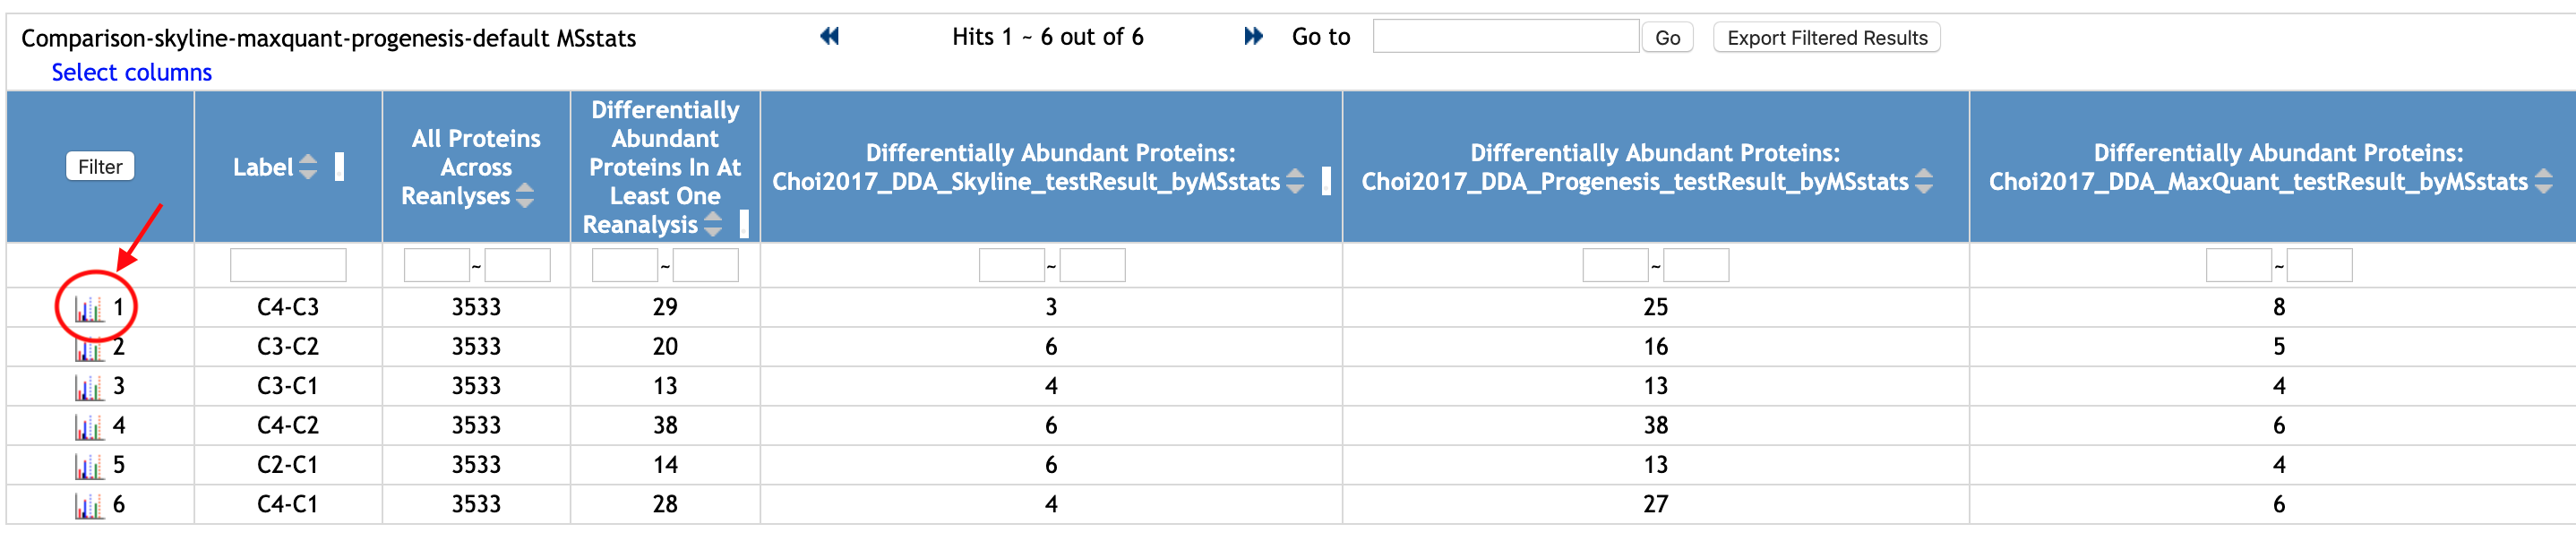 Comparison-skyline-maxquant-progenesis-default MSstats
Hits 1 ~ 6 out of 6
Go to
Go
Export Filtered Results
Select columns
Filter
Label
All Proteins
Across
Reanlyses
Differentially
Abundant
Proteins In At
Least One
Reanalysis
Differentially Abundant Proteins:
Choi2017_DDA_Skyline_testResult_byMSstats
Differentially Abundant Proteins:
Choi2017_DDA_Progenesis_testResult_byMSstats
Differentially Abundant Proteins:
Choi2017_DDA_MaxQuant_testResult_byMSstats
~ ~ ~ ~ ~
1 C4-C3 3533 29 3 25 8
2 C3-C2 3533 20 6 16 5
3 C3-C1 3533 13 4 13 4
4 C4-C2 3533 38 6 38 6
5 C2-C1 3533 14 6 13 4
6 C4-C1 3533 28 4 27 6